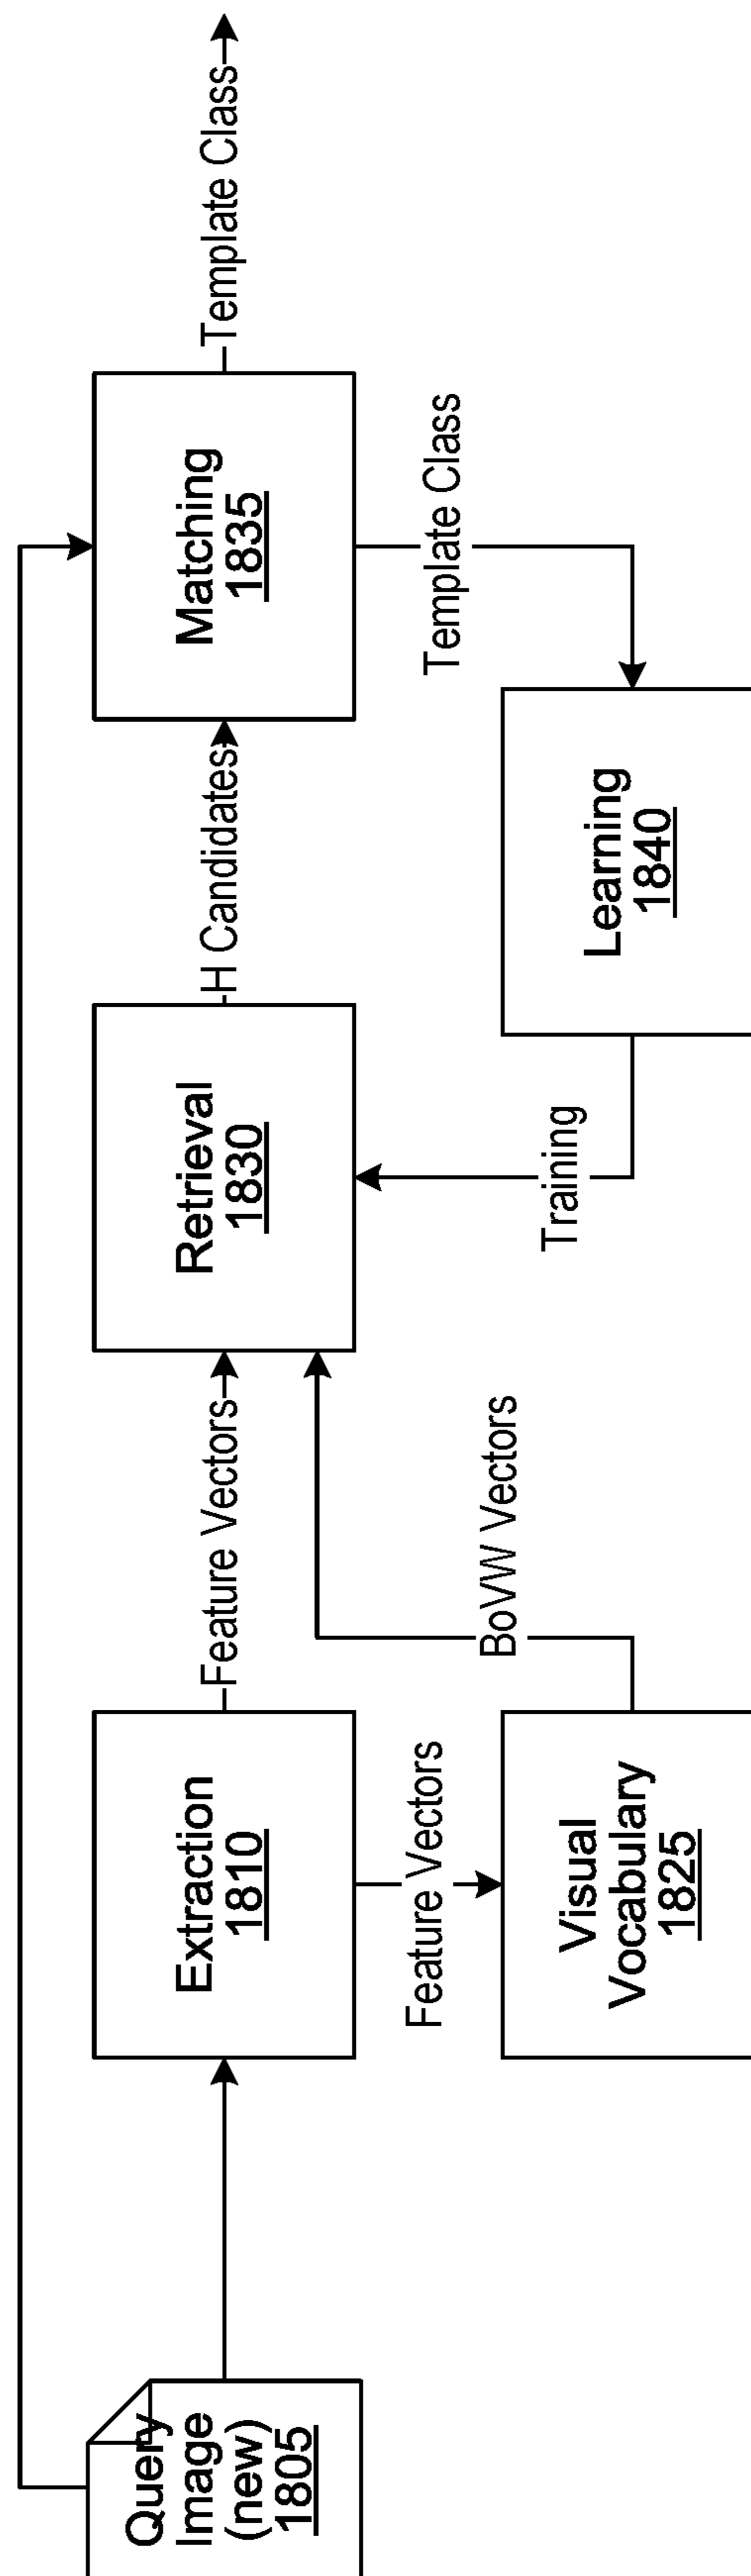 Query
Image
(new)
1805
Extraction
1810
Feature Vectors
Feature Vectors
Visual
Vocabulary
1825
BoVW Vectors
Retrieval
1830
H Candidates
Training
Learning
1840
Matching
1835
Template Class
Template Class